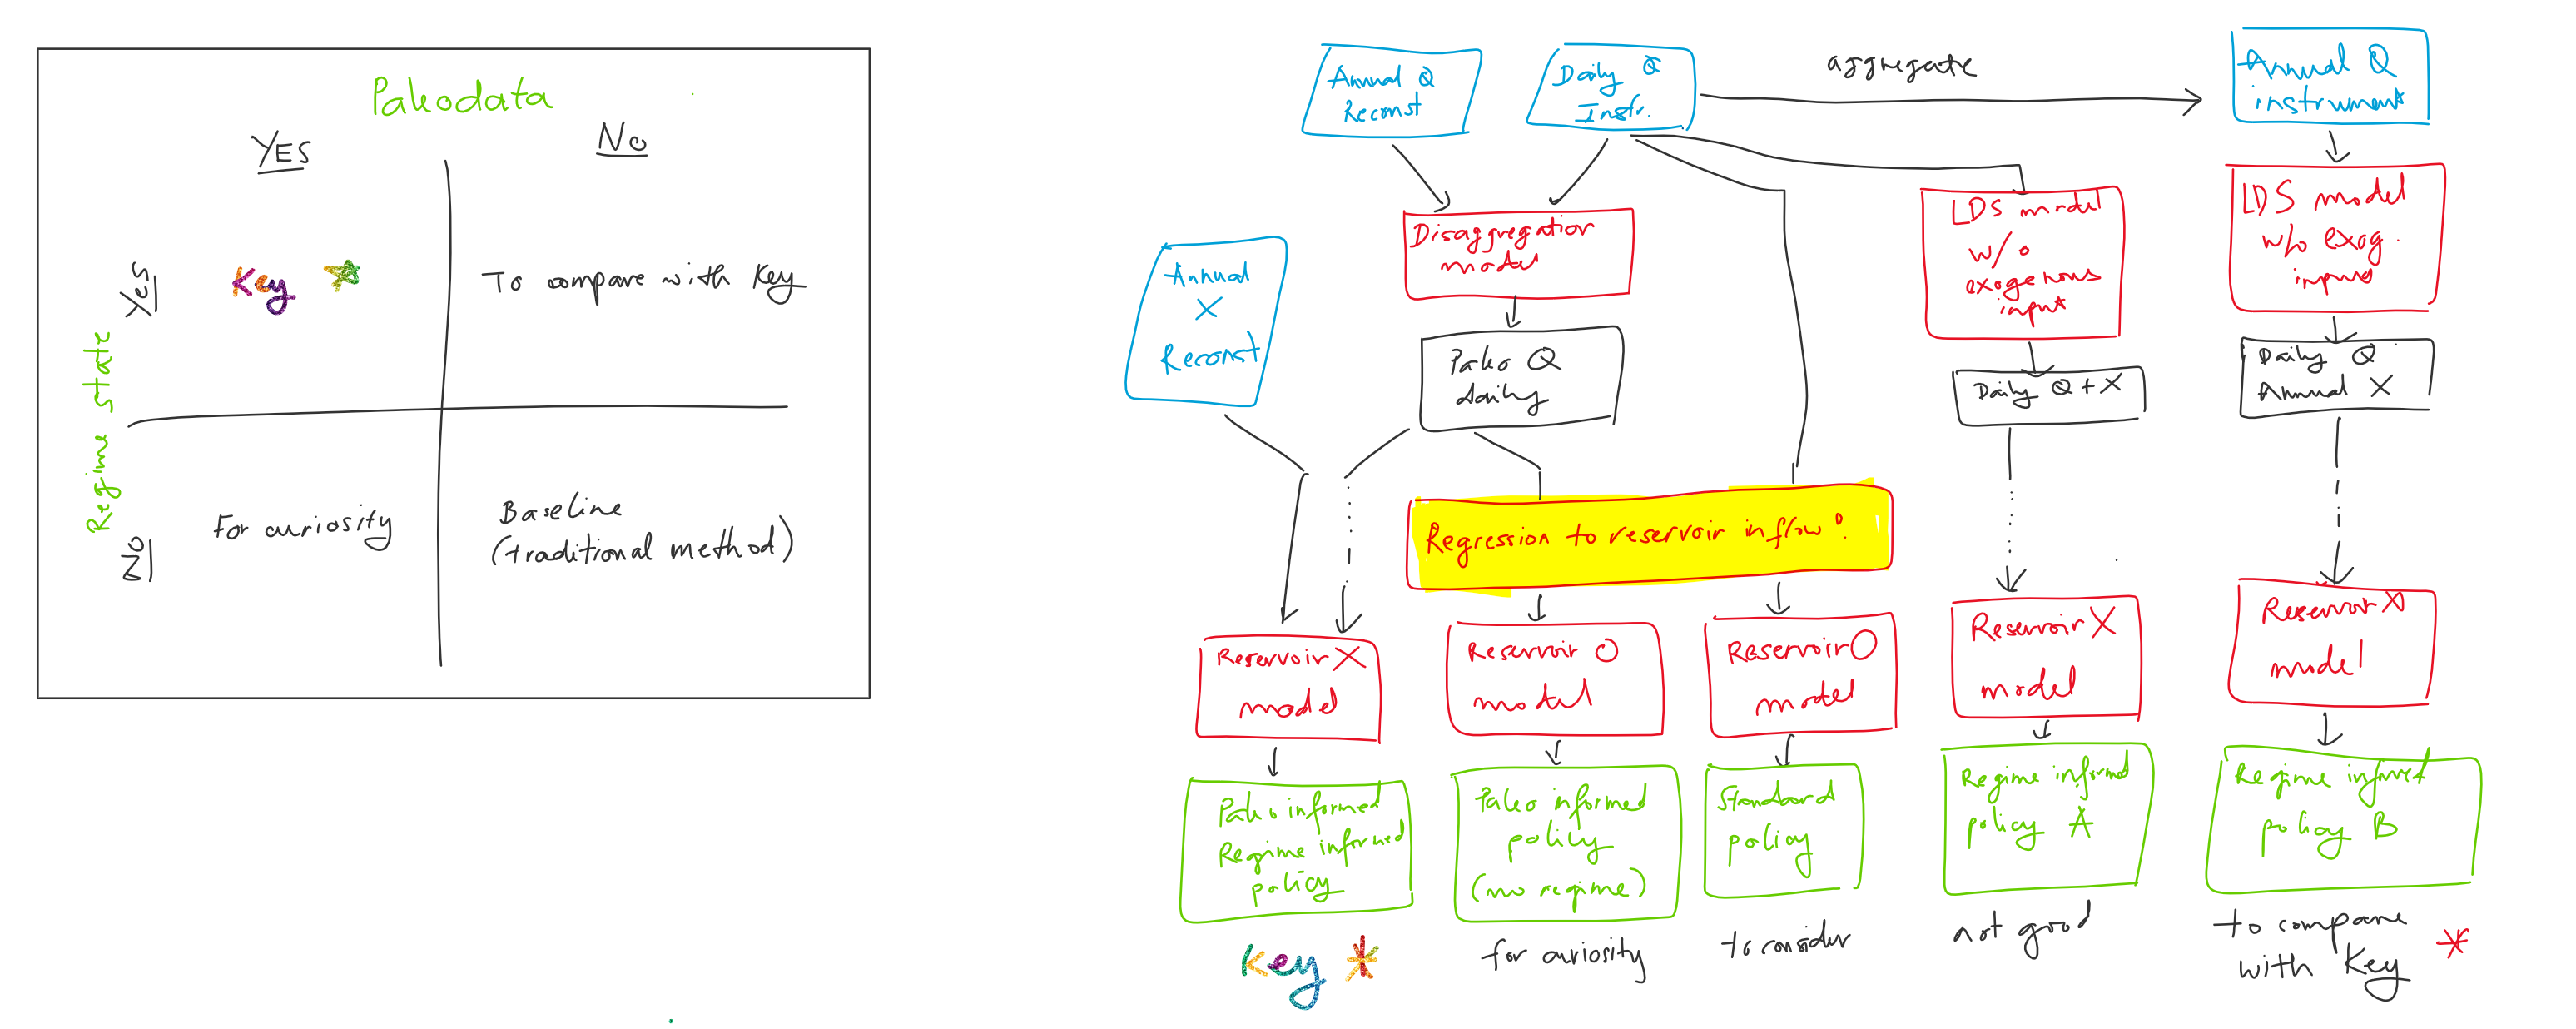 Paleodata
YES
No
Regime state
Yes
No
Key
To compare with key
For curiosity
Baseline
(traditional method)
Annual Q
Reconst
Daily Q
Instr.
aggregate
Annual Q
instrument
Annual
X
Reconst
Disaggregation
model
LDS model
w/o
exogenous
input
LDS model
w/o exog.
inputs
Paleo Q
daily
Daily Q + X
Daily Q
Annual X
Regression to reservoir inflow?
Reservoir X
model
Reservoir O
model
Reservoir O
model
Reservoir X
model
Reservoir X
model
Paleo informed
Regime informed
policy
Paleo informed
policy
(no regime)
Standard
policy
Regime informed
policy A
Regime informed
policy B
Key *
for curiosity
to consider
not good
to compare
with Key *